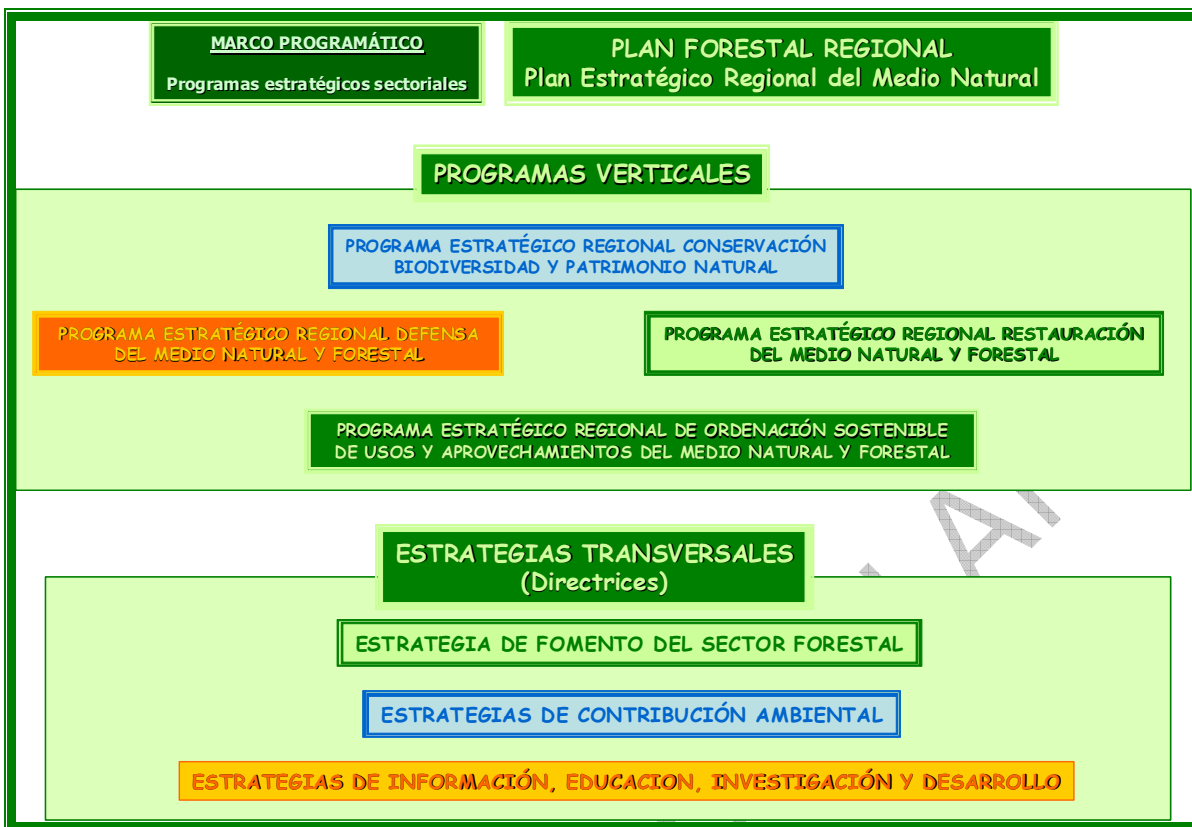 MARCO PROGRAMÁTICO
Programas estratégicos sectoriales
PLAN FORESTAL REGIONAL
Plan Estratégico Regional del Medio Natural
PROGRAMAS VERTICALES
PROGRAMA ESTRATÉGICO REGIONAL CONSERVACIÓN
BIODIVERSIDAD Y PATRIMONIO NATURAL
PROGRAMA ESTRATÉGICO REGIONAL DEFENSA
DEL MEDIO NATURAL Y FORESTAL
PROGRAMA ESTRATÉGICO REGIONAL RESTAURACIÓN
DEL MEDIO NATURAL Y FORESTAL
PROGRAMA ESTRATÉGICO REGIONAL DE ORDENACIÓN SOSTENIBLE
DE USOS Y APROVECHAMIENTOS DEL MEDIO NATURAL Y FORESTAL
ESTRATEGIAS TRANSVERSALES
(Directrices)
ESTRATEGIA DE FOMENTO DEL SECTOR FORESTAL
ESTRATEGIAS DE CONTRIBUCIÓN AMBIENTAL
ESTRATEGIAS DE INFORMACIÓN, EDUCACION, INVESTIGACIÓN Y DESARROLLO